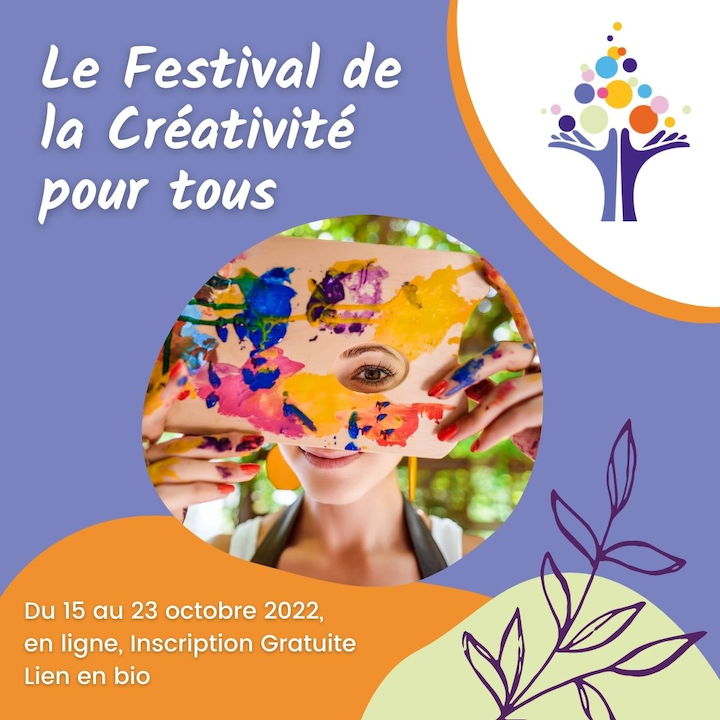 Le Festival de
la Créativité
pour tous
Du 15 au 23 octobre 2022,
en ligne, Inscription Gratuite
Lien en bio